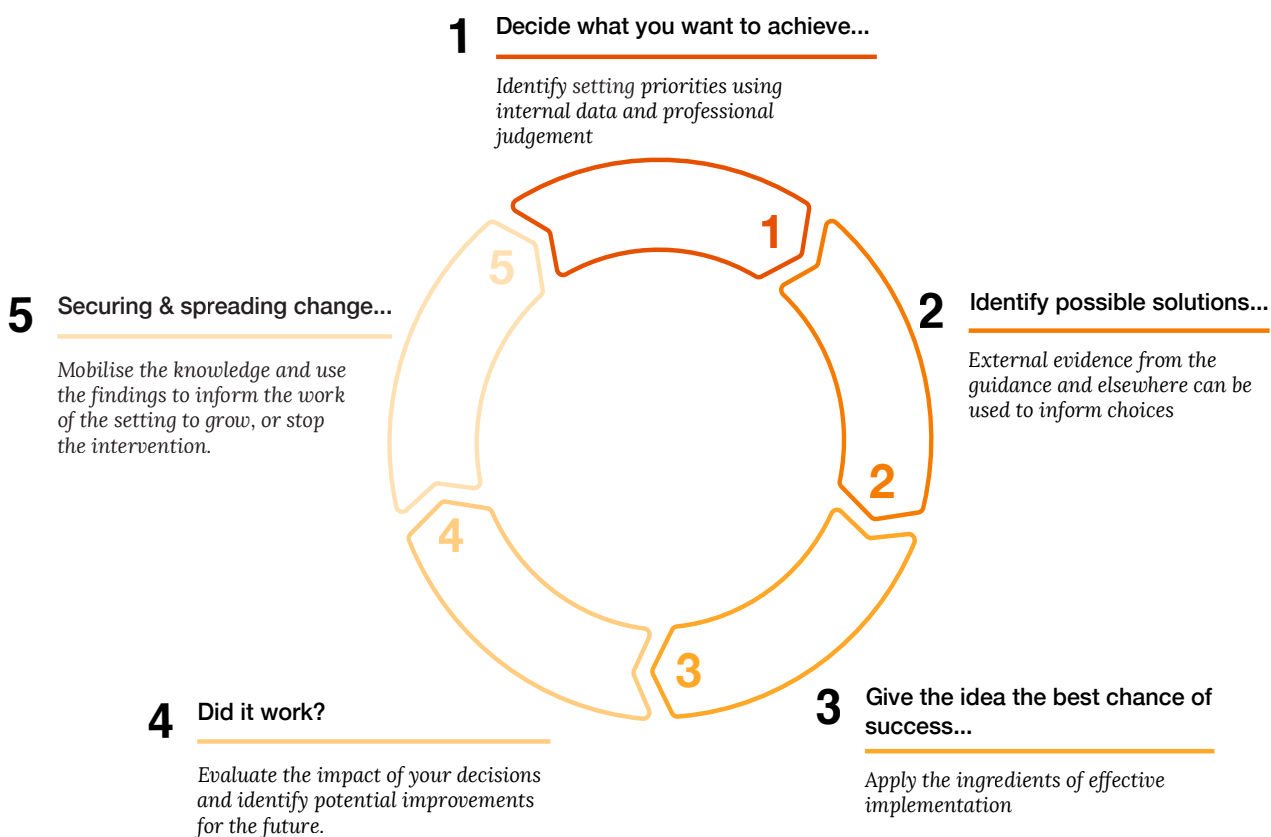 1
Decide what you want to achieve...
Identify setting priorities using
internal data and professional
judgement
1
2
Identify possible solutions...
External evidence from the
guidance and elsewhere can be
used to inform choices
2
3
Give the idea the best chance of
success...
Apply the ingredients of effective
implementation
3
4
Did it work?
Evaluate the impact of your decisions
and identify potential improvements
for the future.
4
5
Securing & spreading change...
Mobilise the knowledge and use
the findings to inform the work
of the setting to grow, or stop
the intervention.
5